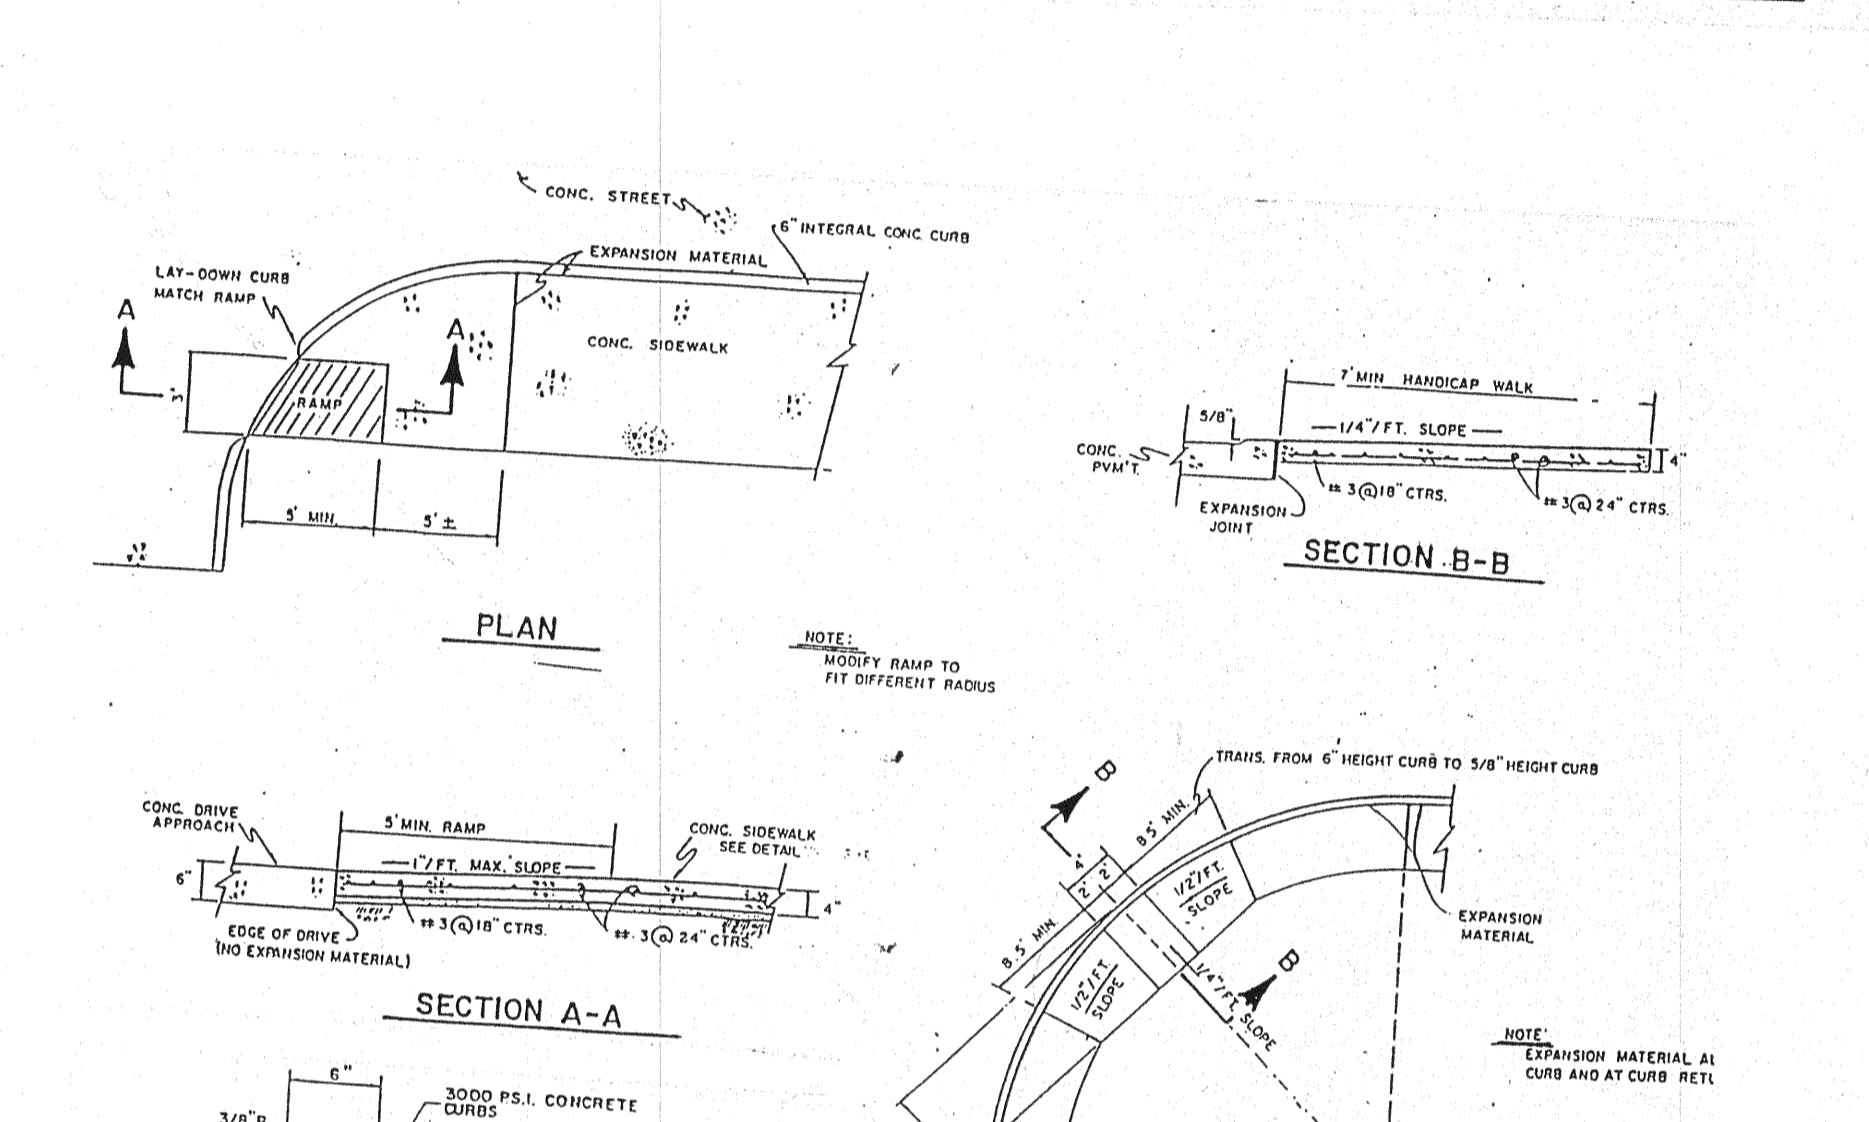 CONC. STREET
6" INTEGRAL CONC CURB
EXPANSION MATERIAL
LAY-DOWN CURB
MATCH RAMP
A
A
CONC. SIDEWALK
3'
RAMP
5' MIN.
5' ±
PLAN
NOTE:
MODIFY RAMP TO
FIT DIFFERENT RADIUS
7' MIN HANDICAP WALK
5/8"
1/4"/FT. SLOPE
CONC.
PVM'T.
4"
# 3@18" CTRS.
# 3@24" CTRS.
EXPANSION
JOINT
SECTION B-B
CONC. DRIVE
APPROACH
5' MIN. RAMP
CONC. SIDEWALK
SEE DETAIL
1"/FT. MAX. SLOPE
6"
4"
# 3@18" CTRS.
#. 3@24" CTRS.
EDGE OF DRIVE
(NO EXPANSION MATERIAL)
SECTION A-A
6"
3000 P.S.I. CONCRETE
CURBS
3/8"R
TRANS. FROM 6" HEIGHT CURB TO 5/8" HEIGHT CURB
B
8.5' MIN.
4'
2' 2'
8.5' MIN.
1/2"/FT.
SLOPE
1/2"/FT.
SLOPE
1/4"/FT. SLOPE
B
EXPANSION
MATERIAL
NOTE:
EXPANSION MATERIAL
CURB AND AT CURB